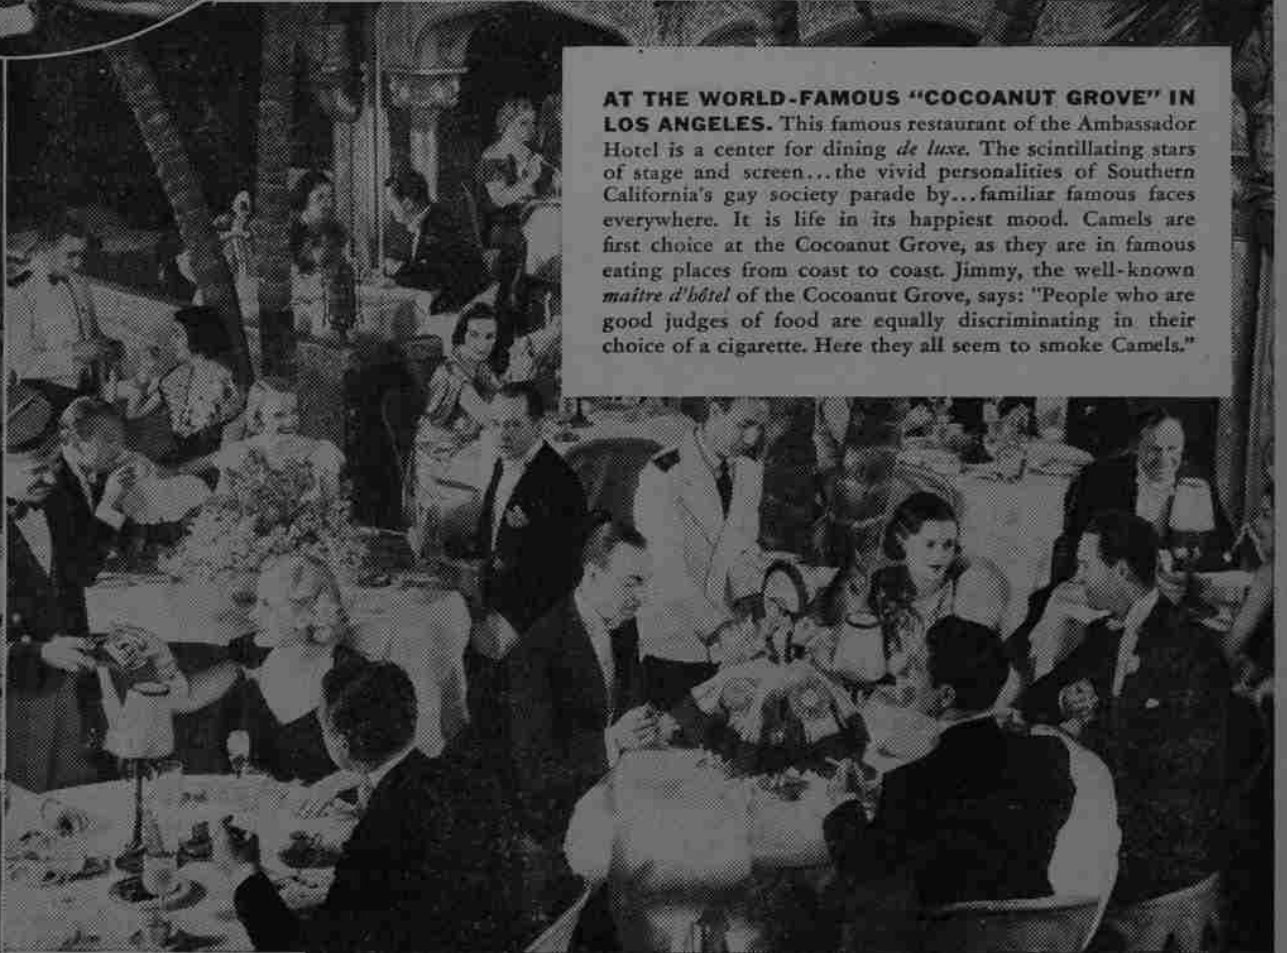 AT THE WORLD-FAMOUS "COCOANUT GROVE" IN
LOS ANGELES. This famous restaurant of the Ambassador
Hotel is a center for dining de luxe. The scintillating stars
of stage and screen...the vivid personalities of Southern
California's gay society parade by...familiar famous faces
everywhere. It is life in its happiest mood. Camels are
first choice at the Cocoanut Grove, as they are in famous
eating places from coast to coast. Jimmy, the well-known
maître d'hôtel of the Cocoanut Grove, says: "People who are
good judges of food are equally discriminating in their
choice of a cigarette. Here they all seem to smoke Camels."